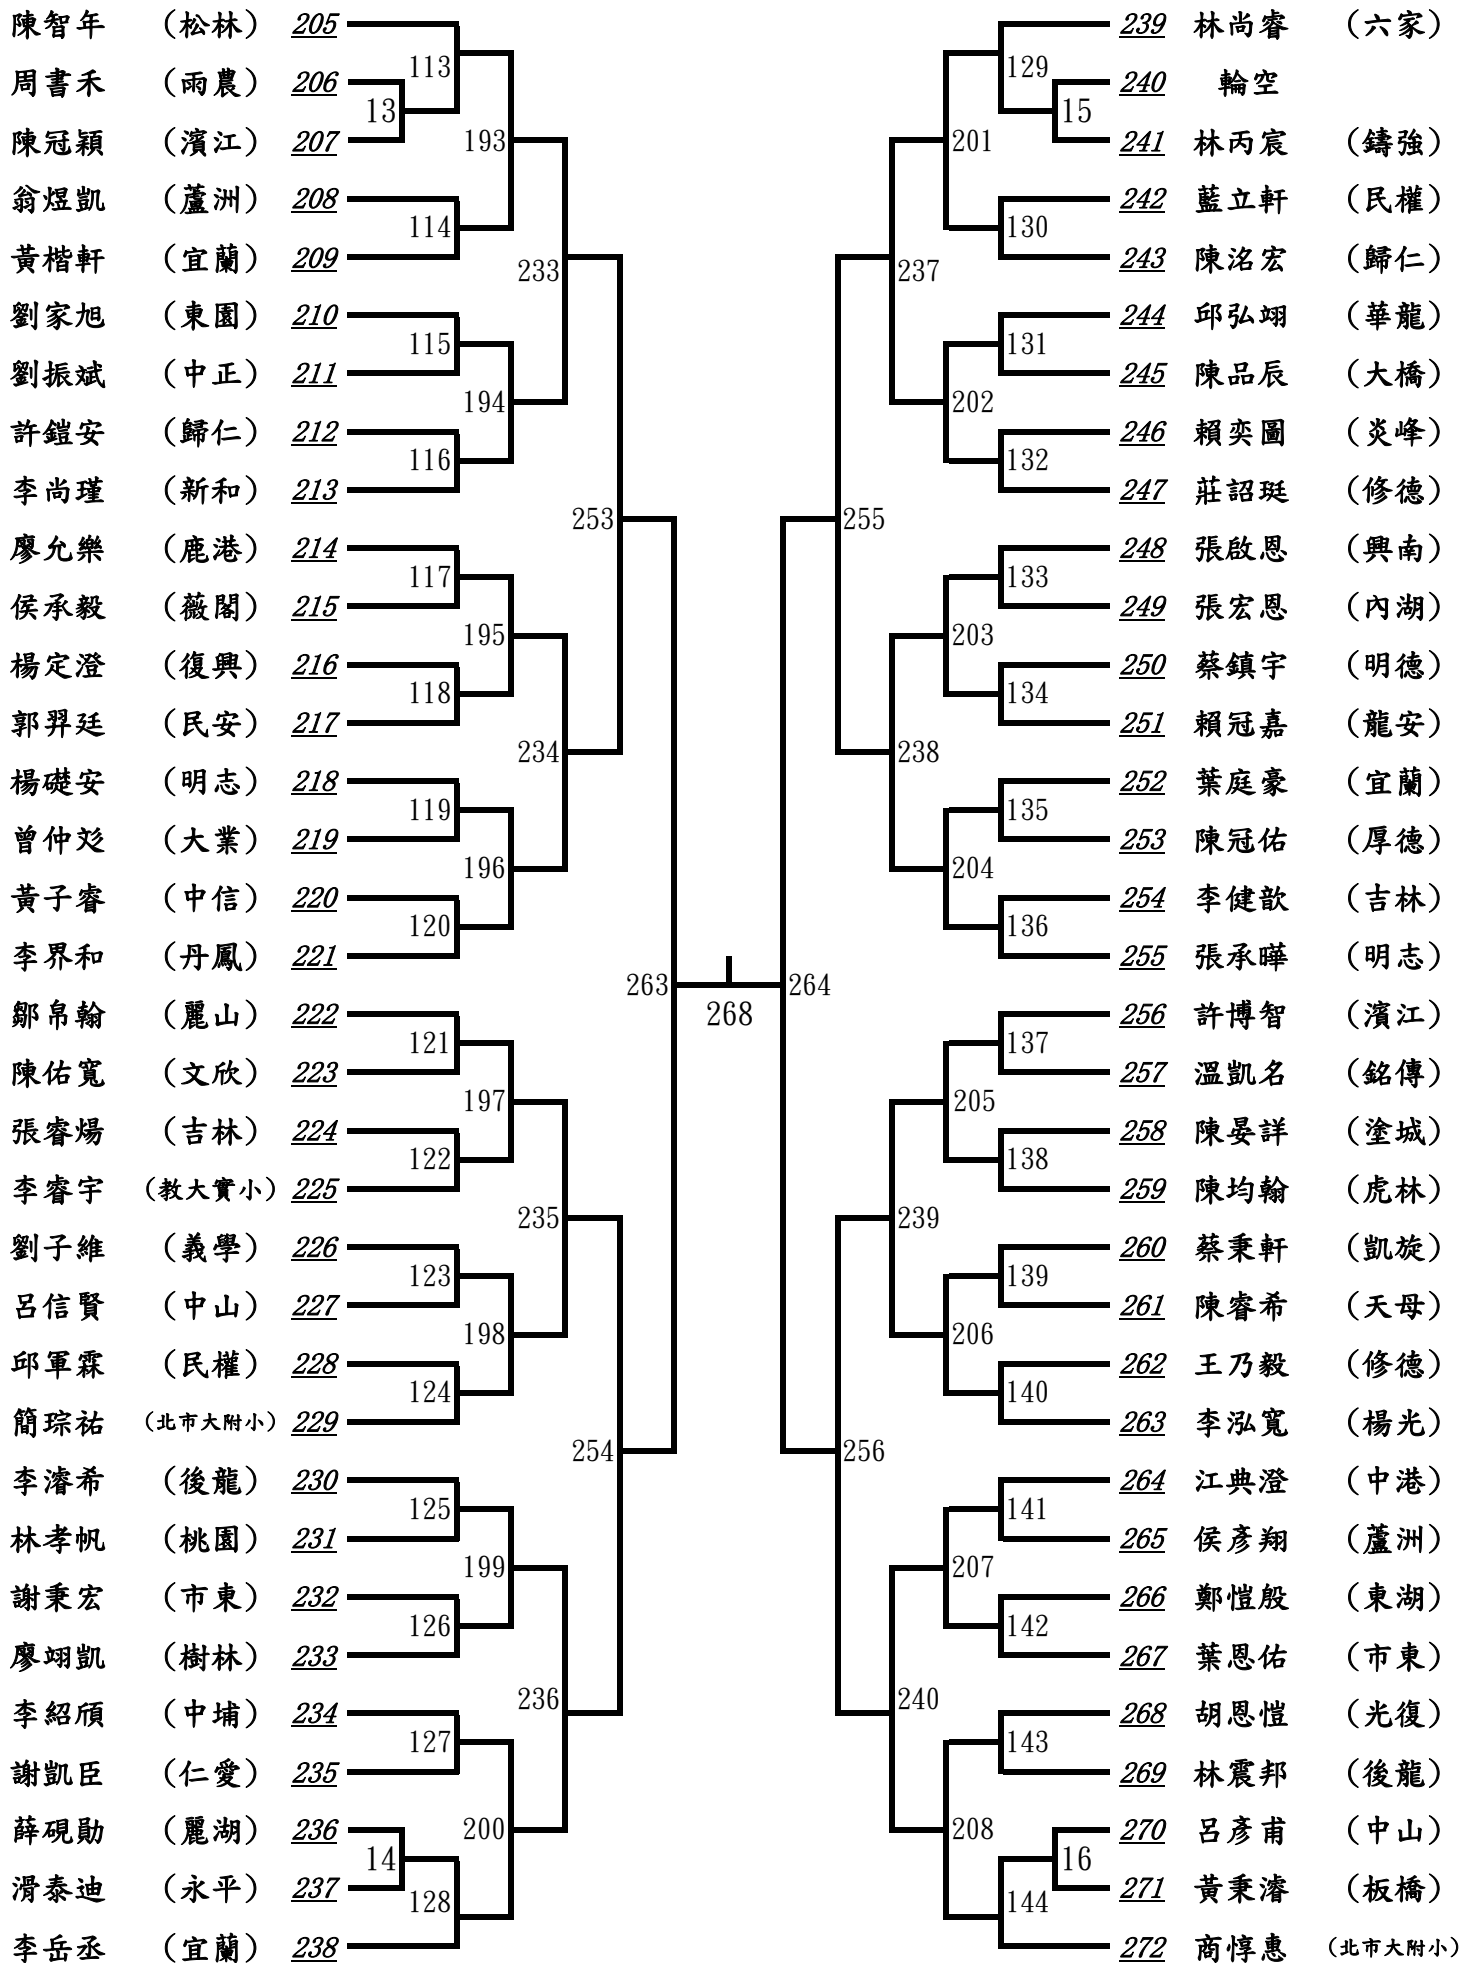 陳智年 （松林） 205
周書禾 （雨農） 206
陳冠穎 （濱江） 207
翁煜凱 （蘆洲） 208
黃楷軒 （宜蘭） 209
劉家旭 （東園） 210
劉振斌 （中正） 211
許鎧安 （歸仁） 212
李尚瑾 （新和） 213
廖允樂 （鹿港） 214
侯承毅 （薇閣） 215
楊定澄 （復興） 216
郭羿廷 （民安） 217
楊礎安 （明志） 218
曾仲彣 （大業） 219
黃子睿 （中信） 220
李界和 （丹鳳） 221
鄒帛翰 （麗山） 222
陳佑寬 （文欣） 223
張睿煬 （吉林） 224
李睿宇 （教大實小） 225
劉子維 （義學） 226
呂信賢 （中山） 227
邱軍霖 （民權） 228
簡琮祐 （北市大附小） 229
李濬希 （後龍） 230
林孝帆 （桃園） 231
謝秉宏 （市東） 232
廖翊凱 （樹林） 233
李紹頎 （中埔） 234
謝凱臣 （仁愛） 235
薛硯勛 （麗湖） 236
滑泰迪 （永平） 237
李岳丞 （宜蘭） 238
13
14
113
114
115
116
117
118
119
120
121
122
123
124
125
126
127
128
193
194
195
196
197
198
199
200
233
234
235
236
253
254
263
268
264
255
256
237
238
239
240
201
202
203
204
205
206
207
208
129
130
131
132
133
134
135
136
137
138
139
140
141
142
143
144
15
16
239 林尚睿 （六家）
240 輪空
241 林丙宸 （鑄強）
242 藍立軒 （民權）
243 陳洺宏 （歸仁）
244 邱弘翊 （華龍）
245 陳品辰 （大橋）
246 賴奕圖 （炎峰）
247 莊詔珽 （修德）
248 張啟恩 （興南）
249 張宏恩 （內湖）
250 蔡鎮宇 （明德）
251 賴冠嘉 （龍安）
252 葉庭豪 （宜蘭）
253 陳冠佑 （厚德）
254 李健歆 （吉林）
255 張承曄 （明志）
256 許博智 （濱江）
257 溫凱名 （銘傳）
258 陳晏詳 （塗城）
259 陳均翰 （虎林）
260 蔡秉軒 （凱旋）
261 陳睿希 （天母）
262 王乃毅 （修德）
263 李泓寬 （楊光）
264 江典澄 （中港）
265 侯彥翔 （蘆洲）
266 鄭愷殷 （東湖）
267 葉恩佑 （市東）
268 胡恩愷 （光復）
269 林震邦 （後龍）
270 呂彥甫 （中山）
271 黃秉濬 （板橋）
272 商惇惠 （北市大附小）